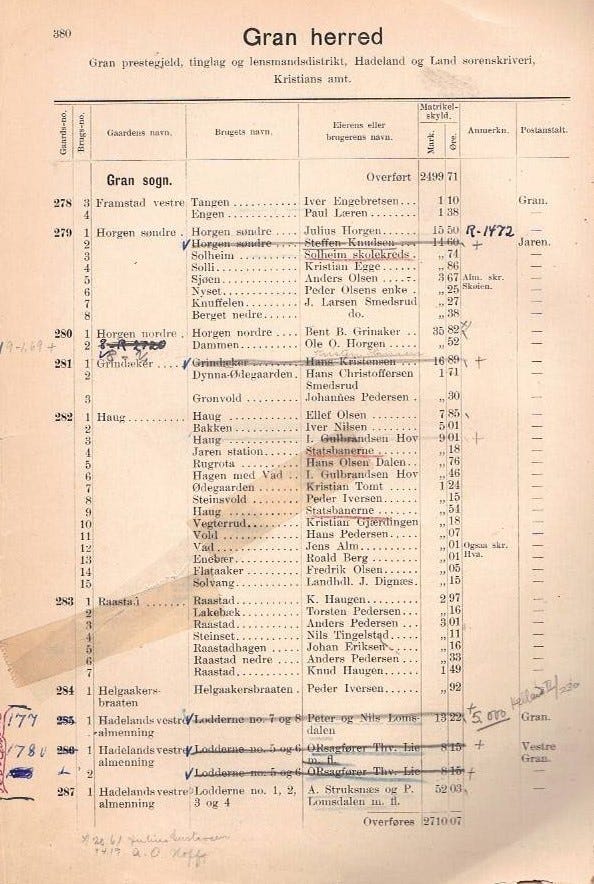 380
Gran herred
Gran prestegjeld, tinglag og lensmandsdistrikt, Hadeland og Land sorenskriveri,
Kristians amt.
Gaards-no. Brugs-no. Gaardens navn. Brugets navn. Eierens eller brugerens navn. Matrikelskyld. Mark. Øre. Anmerkn. Postanstalt.
Gran sogn. Overført 2499 71
278 3 Framstad vestre Tangen Iver Engebretsen 1 10 Gran.
4 Engen Paul Læren 1 38 —
279 1 Horgen søndre Horgen søndre Julius Horgen 15 50 R-1472 —
2 Horgen søndre Steffen Knudsen 14 60 + Jaren.
3 Solheim Solheim skolekreds „ 74 —
4 Solli Kristian Egge „ 86 —
5 Sjøen Anders Olsen 3 67 Alm. skr. —
6 Nyset Peder Olsens enke „ 25 Skøien. —
7 Knuffelen J. Larsen Smedsrud „ 27 —
8 Berget nedre do. „ 38 —
280 1 Horgen nordre Horgen nordre Bent B. Grinaker 35 82 —
2 Dammen Ole O. Horgen „ 52 —
281 1 Grindæker Grindæker Hans Kristensen 16 89 + —
2 Dynna-Ødegaarden Hans Christoffersen 1 71 —
Smedsrud
3 Grønvold Johannes Pedersen „ 30 —
282 1 Haug Haug Ellef Olsen 7 85 —
2 Bakken Iver Nilsen 5 01 —
3 Haug I. Gulbrandsen Hov 9 01 + —
4 Jaren station Statsbanerne „ 18 —
5 Rugrota Hans Olsen Dalen „ 76 —
6 Hagen med Vad I. Gulbrandsen Hov „ 46 —
7 Ødegaarden Kristian Tomt 1 24 —
8 Steinsvold Peder Iversen „ 15 —
9 Haug Statsbanerne „ 54 —
10 Vegterrud Kristian Gjærdingen „ 18 —
11 Vold Hans Pedersen „ 07 —
12 Vad Jens Alm „ 01 Ogsaa skr. —
13 Enebær Roald Berg „ 01 Hva. —
14 Flataaker Fredrik Olsen „ 05 —
15 Solvang Landhdl. J. Dignæs. „ 15 —
283 1 Raastad Raastad K. Haugen 2 97 —
2 Lakebæk Torsten Pedersen „ 16 —
3 Raastad Anders Pedersen 3 01 —
4 Steinset Nils Tingelstad „ 11 —
5 Raastadhagen Johan Eriksen „ 16 —
6 Raastad nedre Anders Pedersen „ 33 —
7 Raastad Knud Haugen 1 49 —
284 1 Helgaakers- Helgaakersbraaten Peder Iversen „ 92 —
braaten
177 285 1 Hadelands vestre Lodderne no. 7 og 8 Peter og Nils Loms- 13 22 + 5,000 Gran.
almenning dalen
178 286 1 Hadelands vestre Lodderne no. 5 og 6 ORsagfører Thv. Lie 8 15 + Vestre
almenning m. fl. Gran.
2 Lodderne no. 5 og 6 ORsagfører Thv. Lie 8 15 + —
287 1 Hadelands vestre Lodderne no. 1, 2, A. Struksnæs og P. 52 03 —
almenning 3 og 4 Lomsdalen m. fl.
Overføres 2710 07